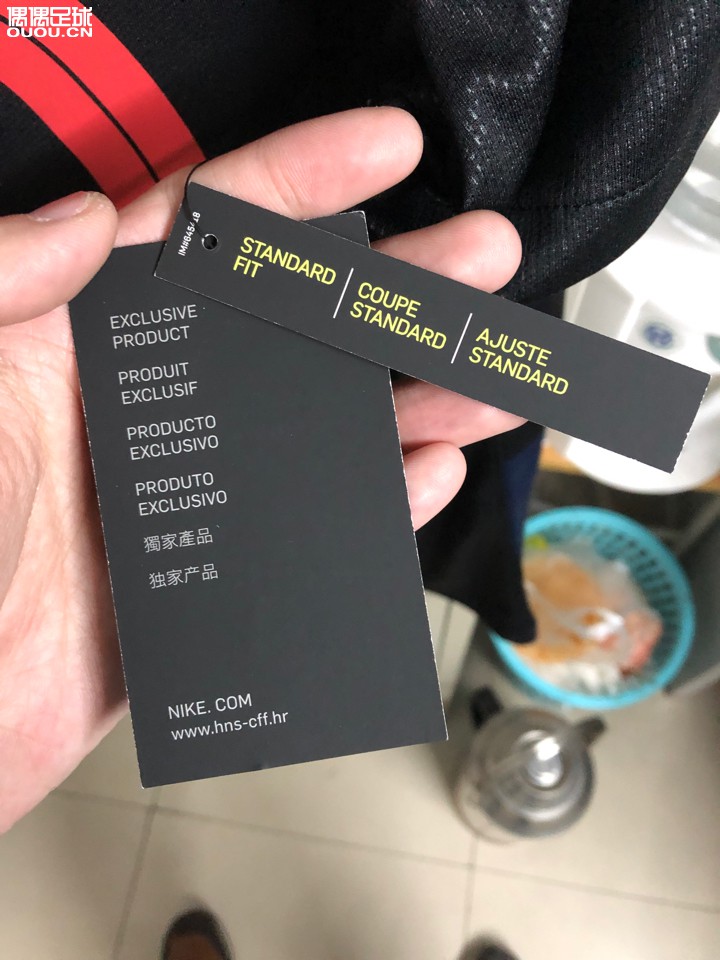 偶偶足球
OUOU.CN
STANDARD
FIT
COUPE
STANDARD
AJUSTE
STANDARD
EXCLUSIVE
PRODUCT
PRODUIT
EXCLUSIF
PRODUCTO
EXCLUSIVO
PRODUTO
EXCLUSIVO
獨家產品
独家产品
NIKE. COM
www.hns-cff.hr